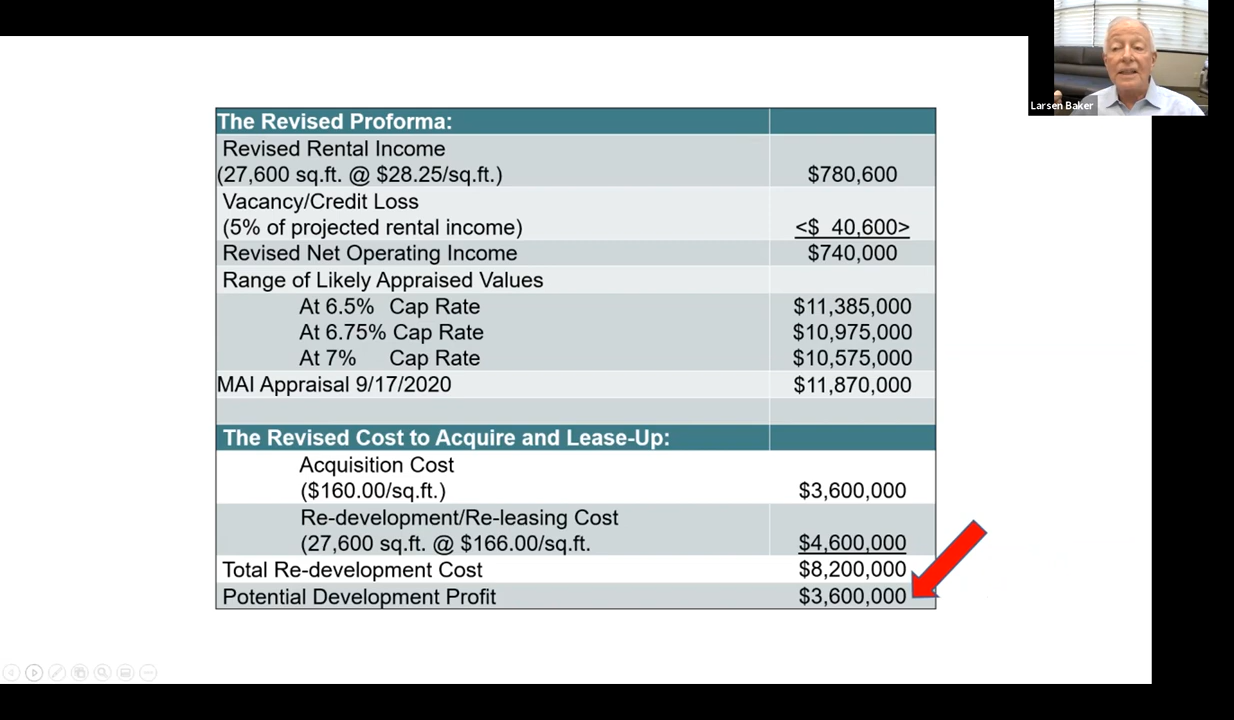 Larsen Baker
The Revised Proforma:
Revised Rental Income
(27,600 sq.ft. @ $28.25/sq.ft.) $780,600
Vacancy/Credit Loss
(5% of projected rental income) <$ 40,600>
Revised Net Operating Income $740,000
Range of Likely Appraised Values
At 6.5% Cap Rate $11,385,000
At 6.75% Cap Rate $10,975,000
At 7% Cap Rate $10,575,000
MAI Appraisal 9/17/2020 $11,870,000
The Revised Cost to Acquire and Lease-Up:
Acquisition Cost
($160.00/sq.ft.) $3,600,000
Re-development/Re-leasing Cost
(27,600 sq.ft. @ $166.00/sq.ft. $4,600,000
Total Re-development Cost $8,200,000
Potential Development Profit $3,600,000